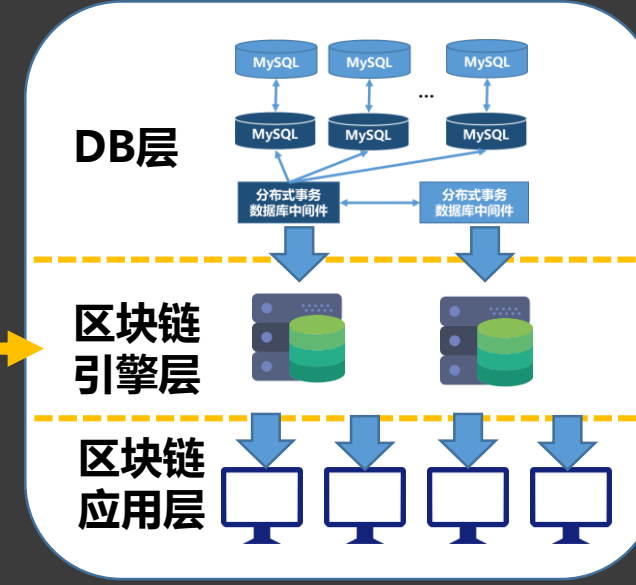 MySQL MySQL MySQL
...
DB层
MySQL MySQL MySQL
分布式事务 分布式事务
数据库中间件 数据库中间件
区块链
引擎层
区块链
应用层